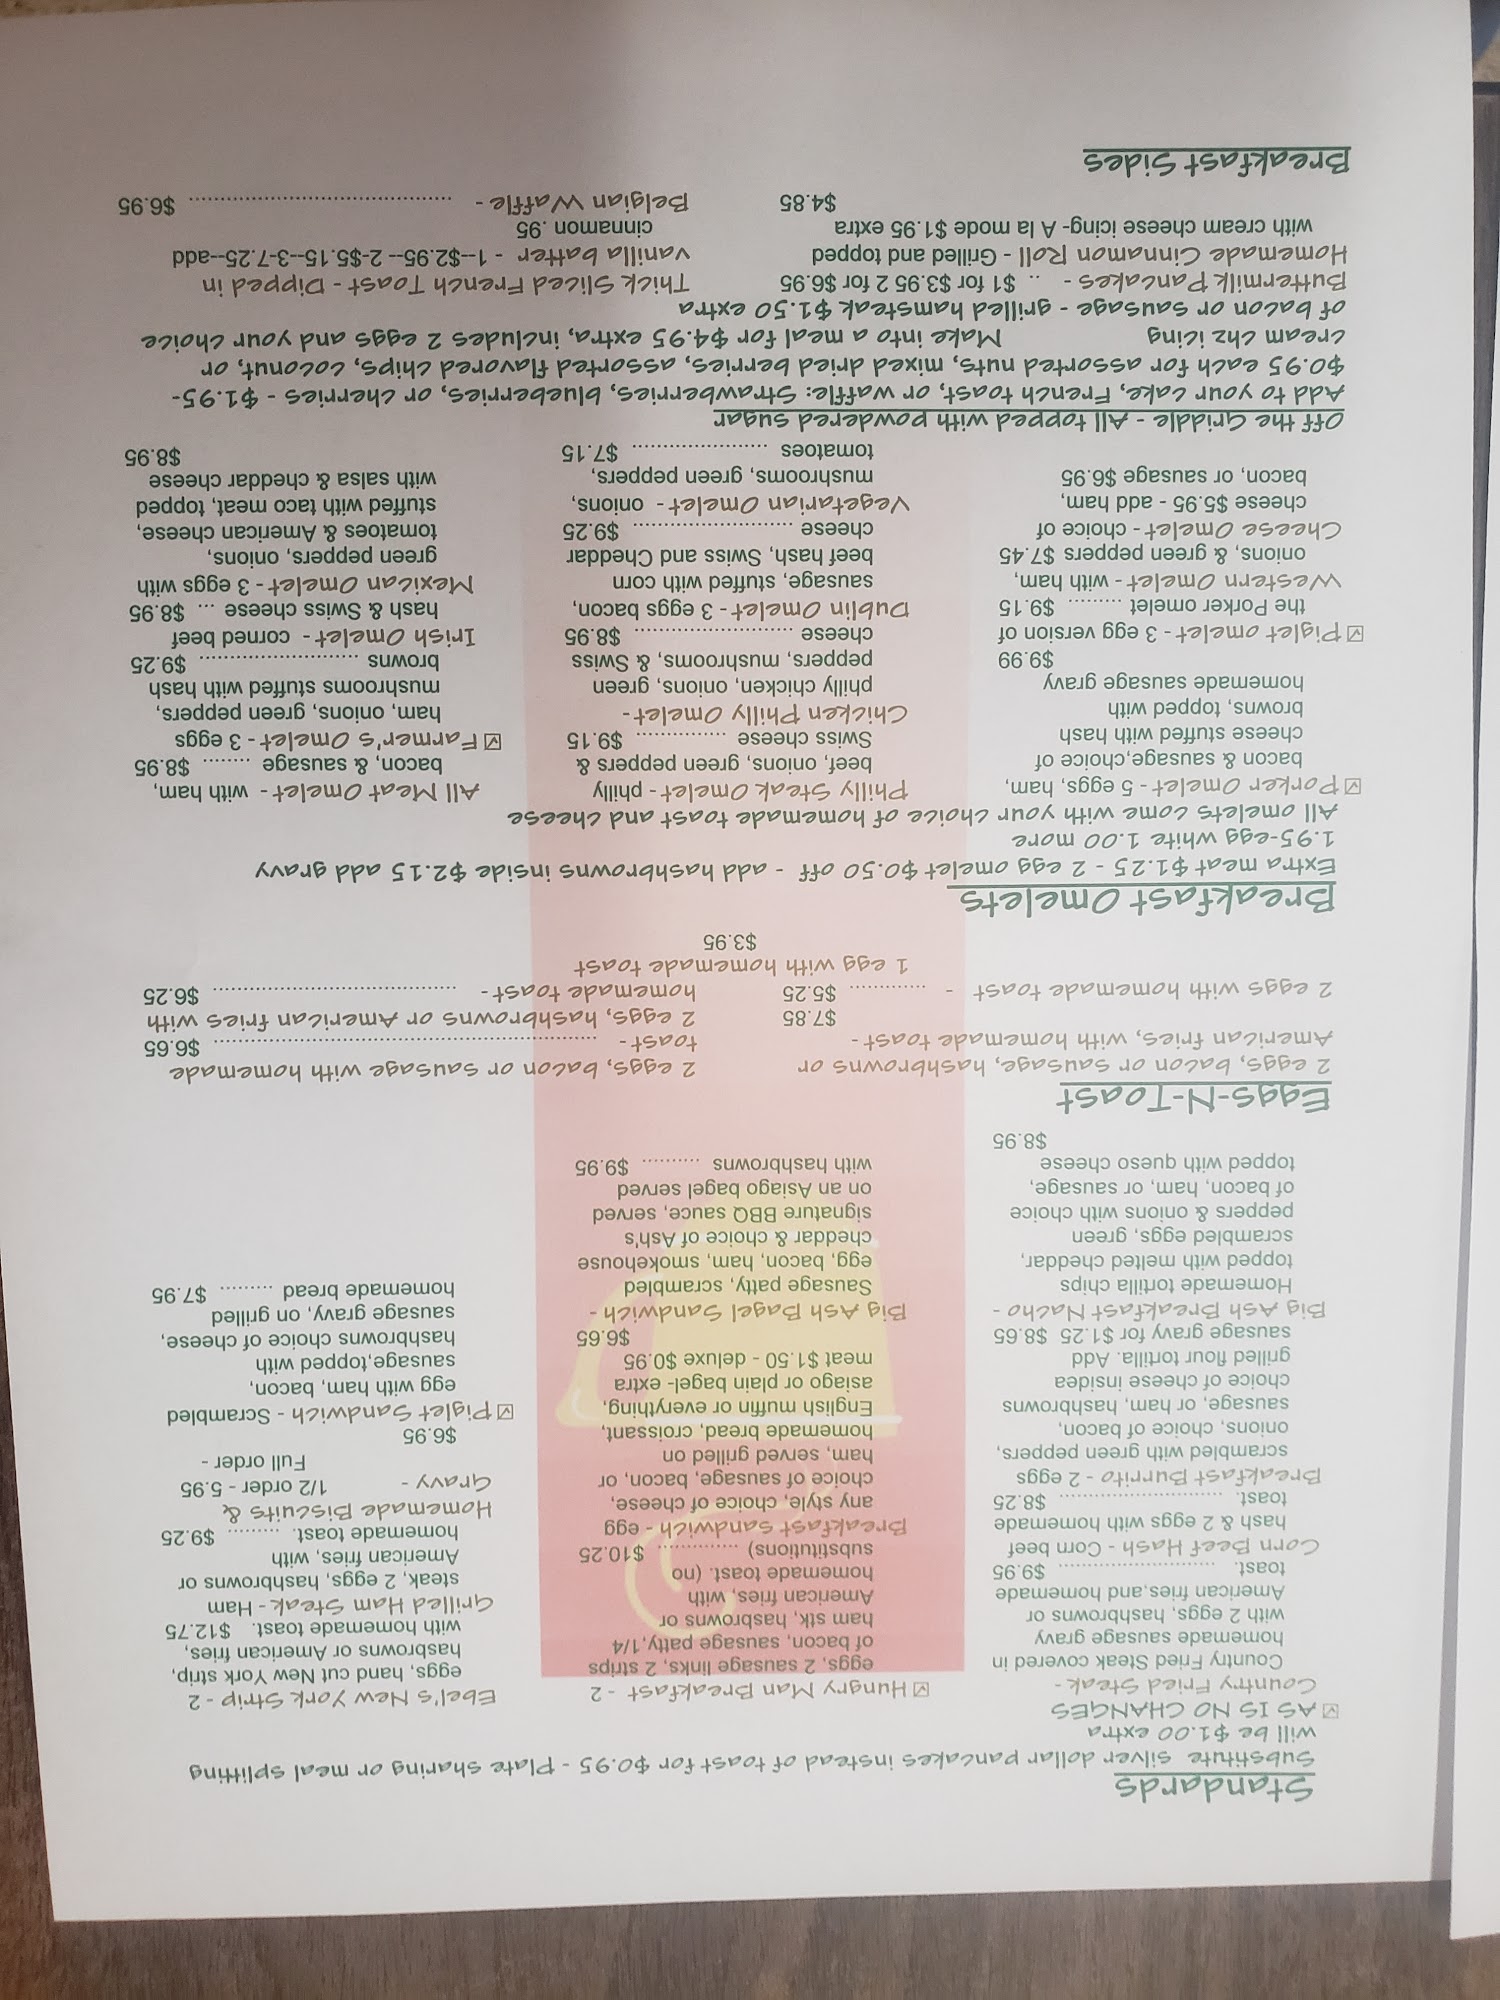 Standards
Substitute silver dollar pancakes instead of toast for $0.95 - Plate sharing or meal splitting
will be $1.00 extra
☑ AS IS NO CHANGES
Country Fried Steak -
Country Fried Steak covered in
homemade sausage gravy
with 2 eggs, hashbrowns or
American fries,and homemade
toast. ........................ $9.95
Corn Beef Hash - Corn beef
hash & 2 eggs with homemade
toast. ........................ $8.25
Breakfast Burrito - 2 eggs
scrambled with green peppers,
onions, choice of bacon,
sausage, or ham, hashbrowns
choice of cheese insidea
grilled flour tortilla. Add
sausage gravy for $1.25 $8.65
Big Ash Breakfast Nacho -
Homemade tortilla chips
topped with melted cheddar,
scrambled eggs, green
peppers & onions with choice
of bacon, ham, or sausage,
topped with queso cheese
$8.95
☑ Hungry Man Breakfast - 2
eggs, 2 sausage links, 2 strips
of bacon, sausage patty,1/4
ham stk, hasbrowns or
American fries, with
homemade toast. (no
substitutions) ............ $10.25
Breakfast sandwich - egg
any style, choice of cheese,
choice of sausage, bacon, or
ham, served grilled on
homemade bread, croissant,
English muffin or everything,
asiago or plain bagel- extra
meat $1.50 - deluxe $0.95
$6.65
Big Ash Bagel Sandwich -
Sausage patty, scrambled
egg, bacon, ham, smokehouse
cheddar & choice of Ash's
signature BBQ sauce, served
on an Asiago bagel served
with hashbrowns .......... $9.95
Ebel's New York Strip - 2
eggs, hand cut New York strip,
hasbrowns or American fries,
with homemade toast. $12.75
Grilled Ham Steak - Ham
steak, 2 eggs, hashbrowns or
American fries, with
homemade toast. ......... $9.25
Homemade Biscuits &
Gravy - 1/2 order - 5.95
Full order -
$6.95
☑ Piglet Sandwich - Scrambled
egg with ham, bacon,
sausage,topped with
hashbrowns choice of cheese,
sausage gravy, on grilled
homemade bread ......... $7.95
Eggs-N-Toast
2 eggs, bacon or sausage, hashbrowns or
American fries, with homemade toast -
$7.85
2 eggs with homemade toast - ............ $5.25
2 eggs, bacon or sausage with homemade
toast - ........................................................ $6.65
2 eggs, hashbrowns or American fries with
homemade toast - ................................... $6.25
1 egg with homemade toast
$3.95
Breakfast Omelets
Extra meat $1.25 - 2 egg omelet $0.50 off - add hashbrowns inside $2.15 add gravy
1.95-egg white 1.00 more
All omelets come with your choice of homemade toast and cheese
☑ Porker Omelet - 5 eggs, ham,
bacon & sausage,choice of
cheese stuffed with hash
browns, topped with
homemade sausage gravy
$9.99
☑ Piglet omelet - 3 egg version of
the Porker omelet ........ $9.15
Western Omelet - with ham,
onions, & green peppers $7.45
Cheese Omelet - choice of
cheese $5.95 - add ham,
bacon, or sausage $6.95
Philly Steak Omelet - philly
beef, onions, green peppers &
Swiss cheese .............. $9.15
Chicken Philly Omelet -
philly chicken, onions, green
peppers, mushrooms, & Swiss
cheese ........................ $8.95
Dublin Omelet - 3 eggs bacon,
sausage, stuffed with corn
beef hash, Swiss and Cheddar
cheese ........................ $9.25
Vegetarian Omelet - onions,
mushrooms, green peppers,
tomatoes .................... $7.15
All Meat Omelet - with ham,
bacon, & sausage ........ $8.95
☑ Farmer's Omelet - 3 eggs
ham, onions, green peppers,
mushrooms stuffed with hash
browns ........................ $9.25
Irish Omelet - corned beef
hash & Swiss cheese ... $8.95
Mexican Omelet - 3 eggs with
green peppers, onions,
tomatoes & American cheese,
stuffed with taco meat, topped
with salsa & cheddar cheese
$8.95
Off the Griddle - All topped with powdered sugar
Add to your cake, French toast, or waffle: Strawberries, blueberries, or cherries - $1.95-
$0.95 each for assorted nuts, mixed dried berries, assorted flavored chips, coconut, or
cream chz icing Make into a meal for $4.95 extra, includes 2 eggs and your choice
of bacon or sausage - grilled hamsteak $1.50 extra
Buttermilk Pancakes - .. $1 for $3.95 2 for $6.95
Homemade Cinnamon Roll - Grilled and topped
with cream cheese icing- A la mode $1.95 extra
$4.85
Thick Sliced French Toast - Dipped in
vanilla batter - 1--$2.95-- 2-$5.15--3-7.25--add
cinnamon .95
Belgian Waffle - ........................................ $6.95
Breakfast Sides